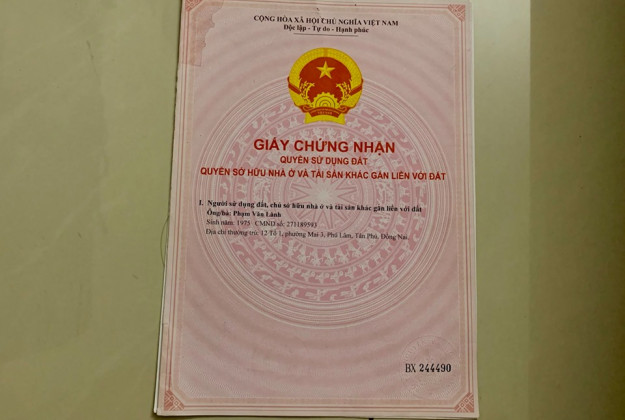 CỘNG HÒA XÃ HỘI CHỦ NGHĨA VIỆT NAM
Độc lập - Tự do - Hạnh phúc
GIẤY CHỨNG NHẬN
QUYỀN SỬ DỤNG ĐẤT
QUYỀN SỞ HỮU NHÀ Ở VÀ TÀI SẢN KHÁC GẮN LIỀN VỚI ĐẤT
I. Người sử dụng đất, chủ sở hữu nhà ở và tài sản khác gắn liền với đất
Ông/bà: Phạm Văn Lành
Sinh năm: 1975 CMND số: 271189593
Địa chỉ thường trú: 12 Tổ 1, phường Mai 3, Phú Lâm, Tân Phú, Đồng Nai.
BX 244490